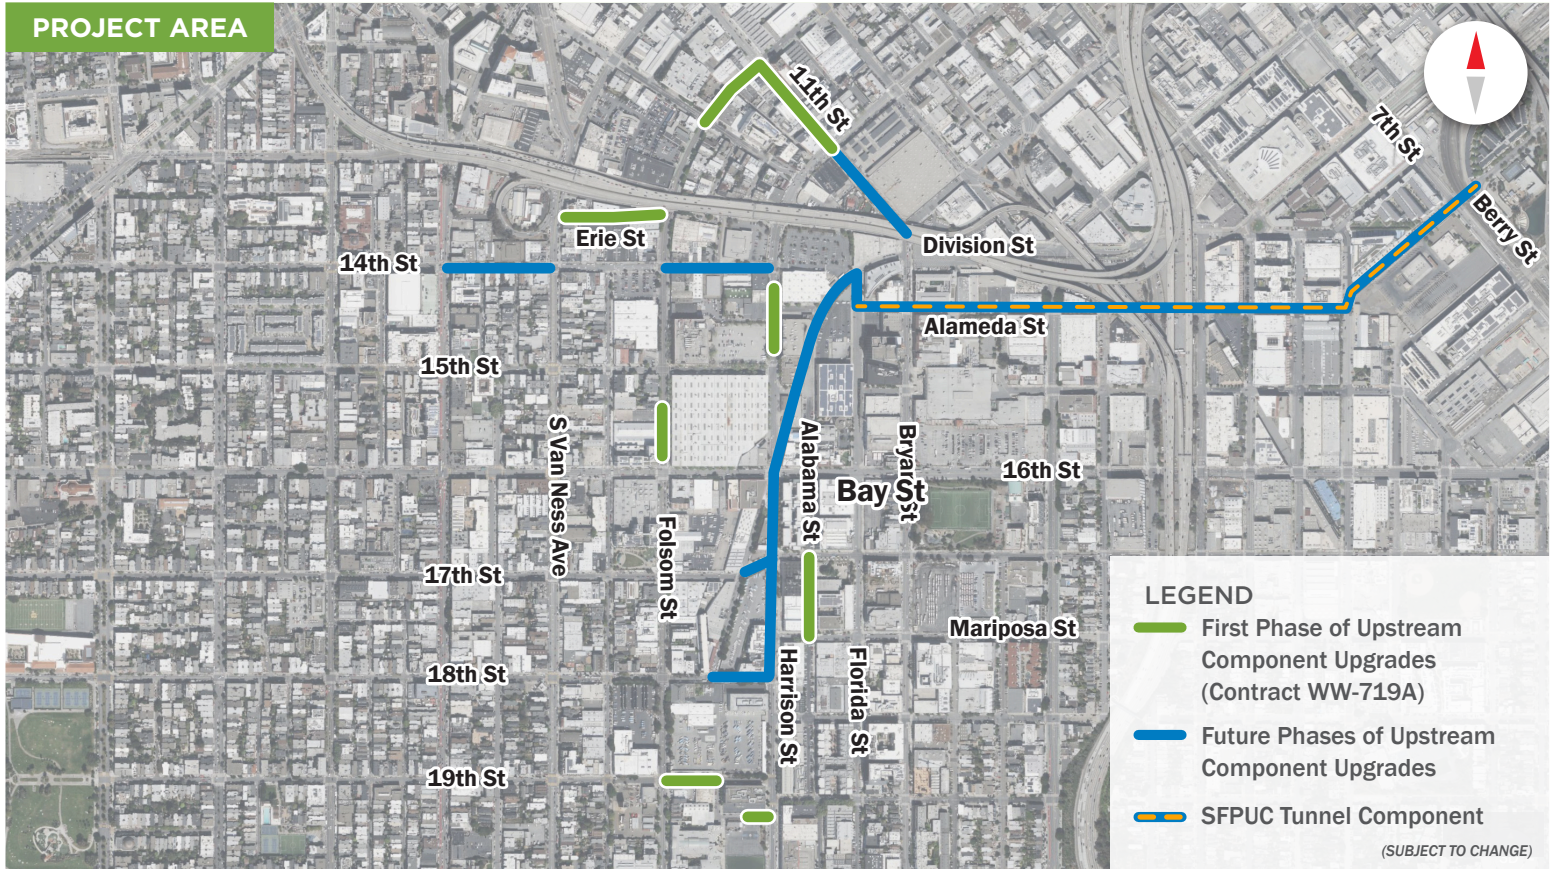 PROJECT AREA
11th St
7th St
Berry St
Erie St
Division St
14th St
Alameda St
15th St
S Van Ness Ave
Alabama St
Bryant St
16th St
Bay St
Folsom St
17th St
Mariposa St
18th St
Harrison St
Florida St
19th St
LEGEND
First Phase of Upstream
Component Upgrades
(Contract WW-719A)
Future Phases of Upstream
Component Upgrades
SFPUC Tunnel Component
(SUBJECT TO CHANGE)